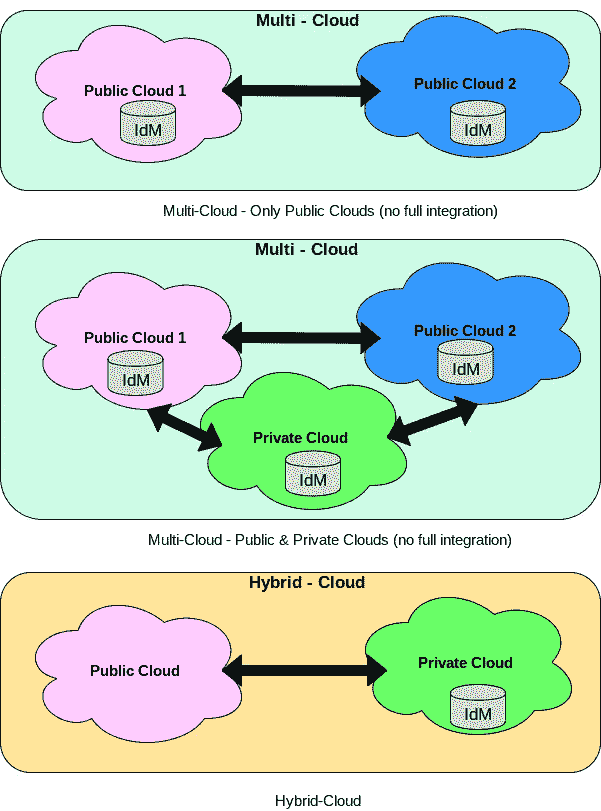 Multi - Cloud
Public Cloud 1
Public Cloud 2
IdM
IdM
Multi-Cloud - Only Public Clouds (no full integration)
Multi - Cloud
Public Cloud 1
Public Cloud 2
IdM
IdM
Private Cloud
IdM
Multi-Cloud - Public & Private Clouds (no full integration)
Hybrid - Cloud
Public Cloud
Private Cloud
IdM
Hybrid-Cloud